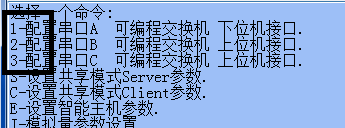 选择一个命令:
1-配置串口A 可编程交换机 下位机接口.
2-配置串口B 可编程交换机 上位机接口.
3-配置串口C 可编程交换机 上位机接口.
S-设置共享模式Server参数.
C-设置共享模式Client参数.
E-设置智能主机参数.
T-模拟量参数设置